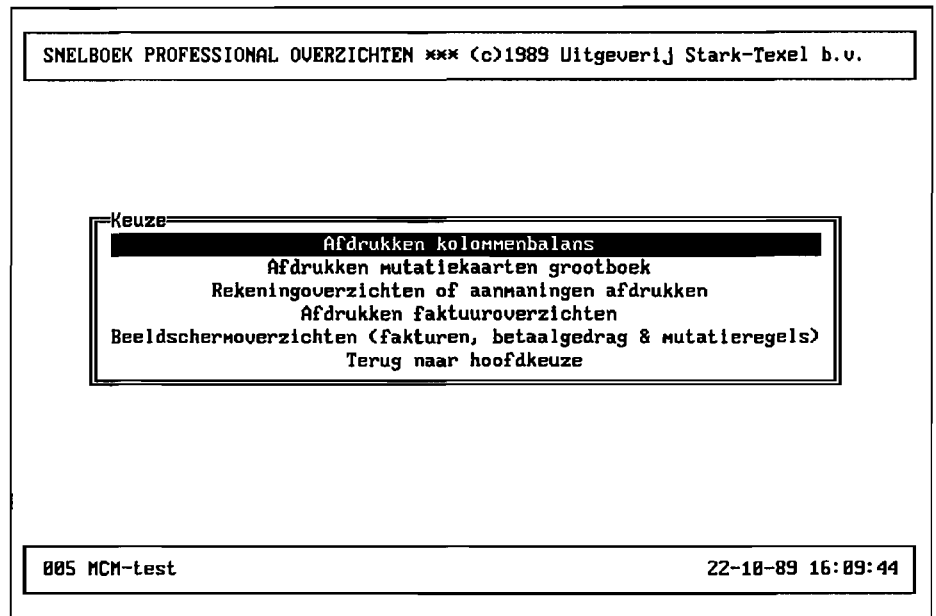 SNELBOEK PROFESSIONAL OVERZICHTEN *** (c)1989 Uitgeverij Stark-Texel b.v.
Keuze
Afdrukken kolommenbalans
Afdrukken mutatiekaarten grootboek
Rekeningoverzichten of aanmaningen afdrukken
Afdrukken faktuuroverzichten
Beeldschermoverzichten (fakturen, betaalgedrag & mutatieregels)
Terug naar hoofdkeuze
005 MCM-test 22-10-89 16:09:44